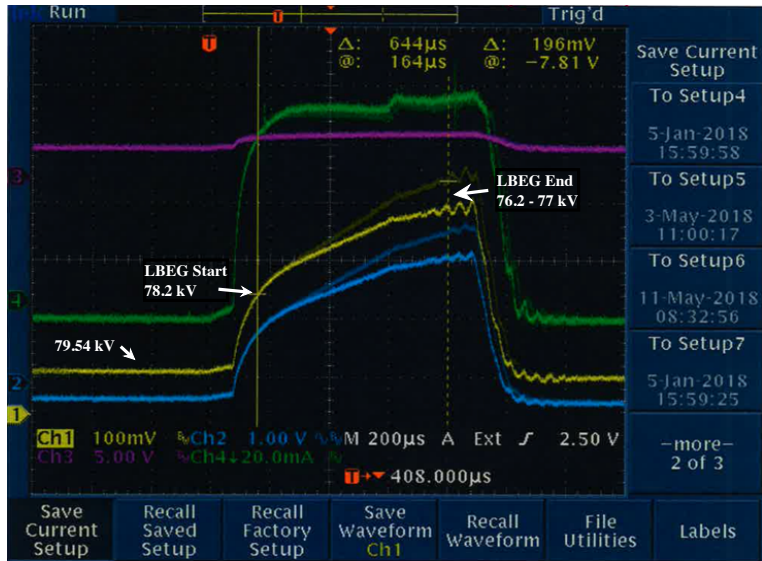 Run
Trig'd
T
T
Δ: 644µs Δ: 196mV
@: 164µs @: -7.81 V
Save Current
Setup
To Setup4
5-Jan-2018
15:59:58
To Setup5
3-May-2018
11:00:17
To Setup6
11-May-2018
08:32:56
To Setup7
5-Jan-2018
15:59:25
-more-
2 of 3
LBEG End
76.2 - 77 kV
LBEG Start
78.2 kV
79.54 kV
3
4
2
1
Ch1 100mV Ch2 1.00 V M 200µs A Ext 2.50 V
Ch3 5.00 V Ch4 20.0mA
T 408.000µs
Save
Current
Setup
Recall
Saved
Setup
Recall
Factory
Setup
Save
Waveform
Ch1
Recall
Waveform
File
Utilities
Labels